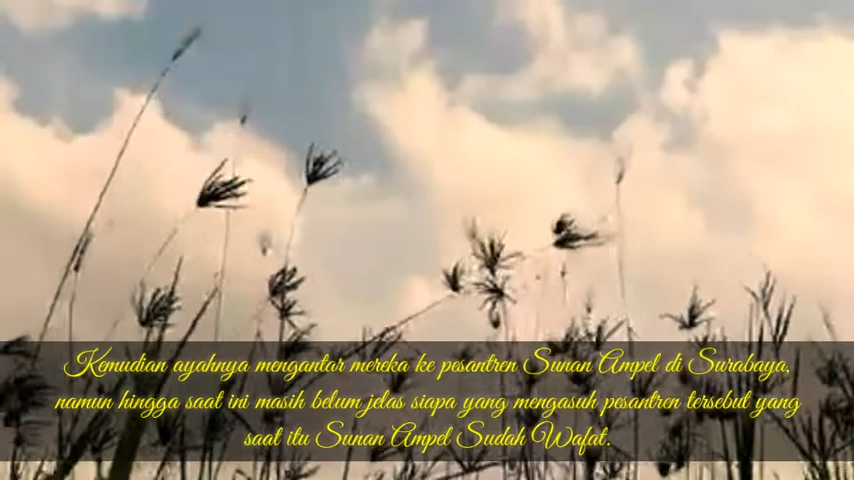 Kemudian ayahnya mengantar mereka ke pesantren Sunan Ampel di Surabaya,
namun hingga saat ini masih belum jelas siapa yang mengasuh pesantren tersebut yang
saat itu Sunan Ampel Sudah Wafat.